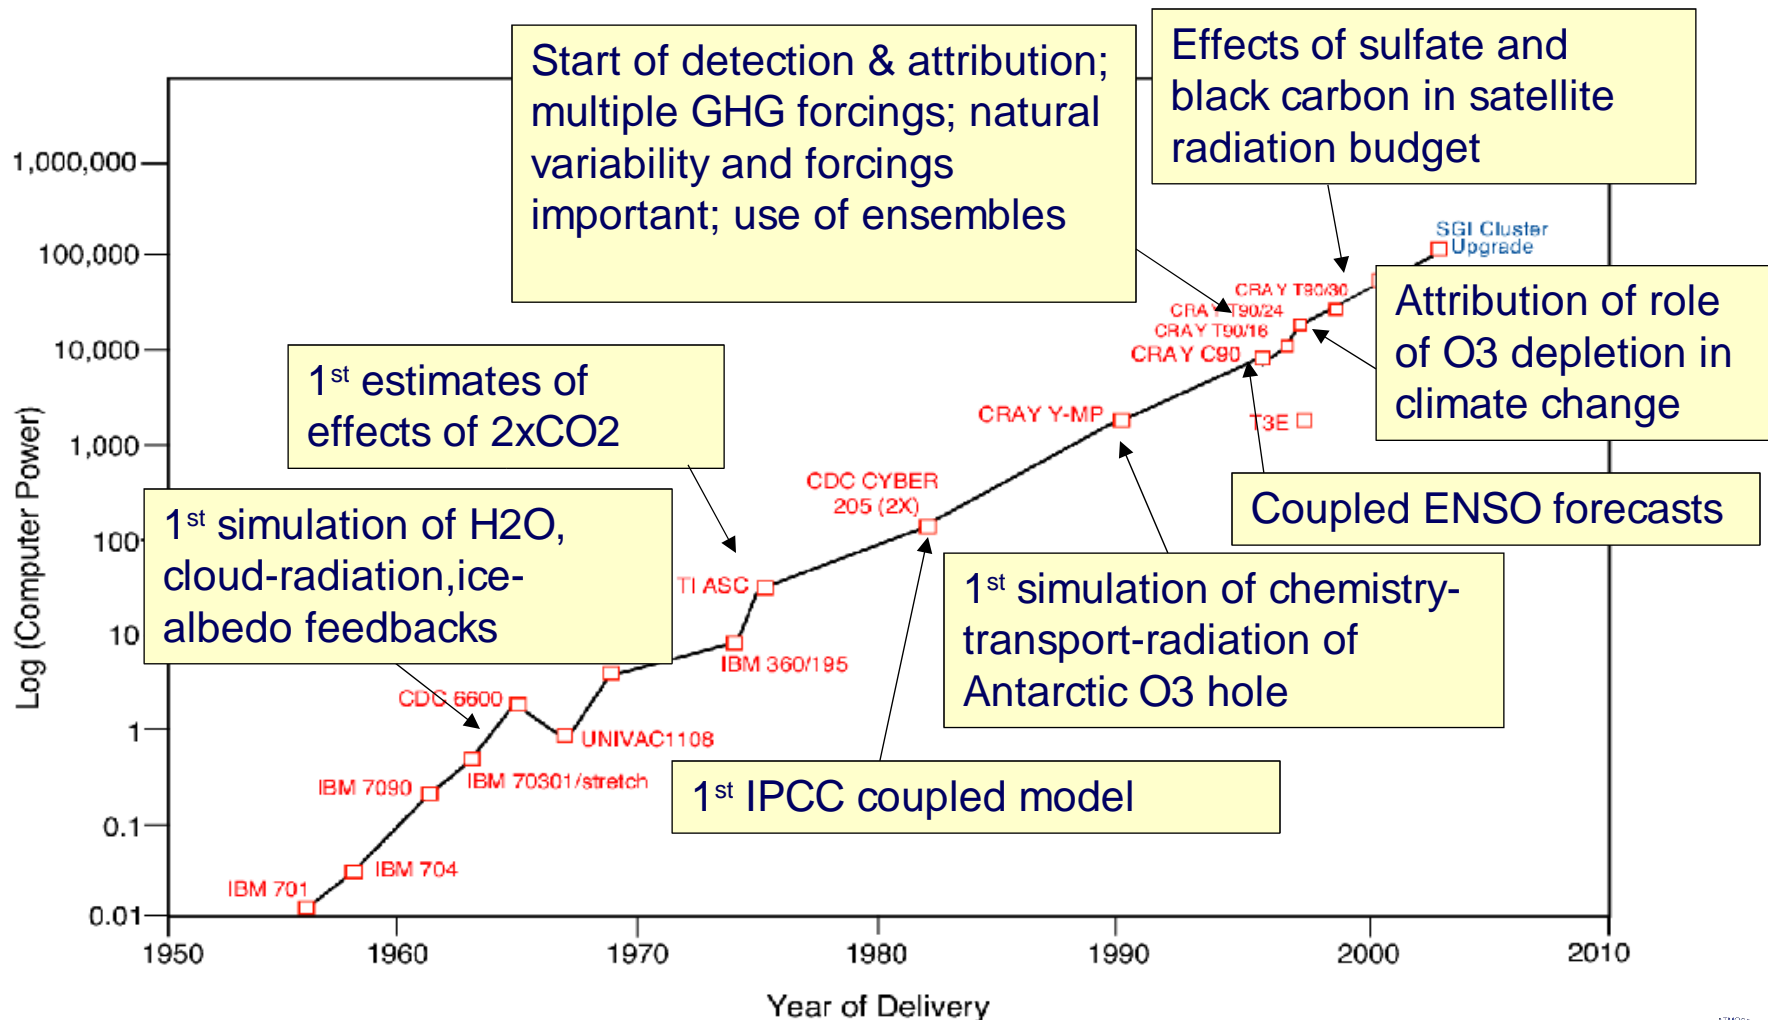 Start of detection & attribution;
multiple GHG forcings; natural
variability and forcings
important; use of ensembles
Effects of sulfate and
black carbon in satellite
radiation budget
1,000,000
100,000
10,000
1,000
100
10
1
0.1
0.01
Log (Computer Power)
SGI Cluster
Upgrade
CRAY T90/30
CRAY T90/24
CRAY T90/16
CRAY C90
Attribution of role
of O3 depletion in
climate change
1st estimates of
effects of 2xCO2
CRAY Y-MP
T3E
CDC CYBER
205 (2X)
Coupled ENSO forecasts
1st simulation of H2O,
cloud-radiation,ice-
albedo feedbacks
TI ASC
1st simulation of chemistry-
transport-radiation of
Antarctic O3 hole
IBM 360/195
CDC 6600
UNIVAC1108
IBM 7090
IBM 70301/stretch
1st IPCC coupled model
IBM 704
IBM 701
1950
1960
1970
1980
1990
2000
2010
Year of Delivery